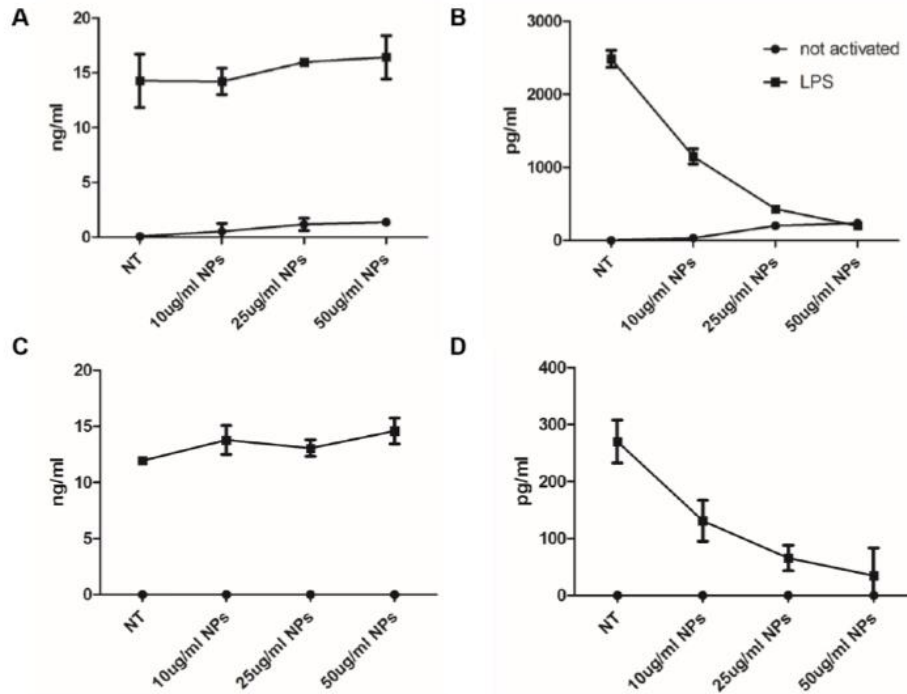 A
20
15
10
5
0
ng/ml
NT
10ug/ml NPs
25ug/ml NPs
50ug/ml NPs
B
3000
2000
1000
0
pg/ml
NT
10ug/ml NPs
25ug/ml NPs
50ug/ml NPs
not activated
LPS
C
20
15
10
5
0
ng/ml
NT
10ug/ml NPs
25ug/ml NPs
50ug/ml NPs
D
400
300
200
100
0
pg/ml
NT
10ug/ml NPs
25ug/ml NPs
50ug/ml NPs